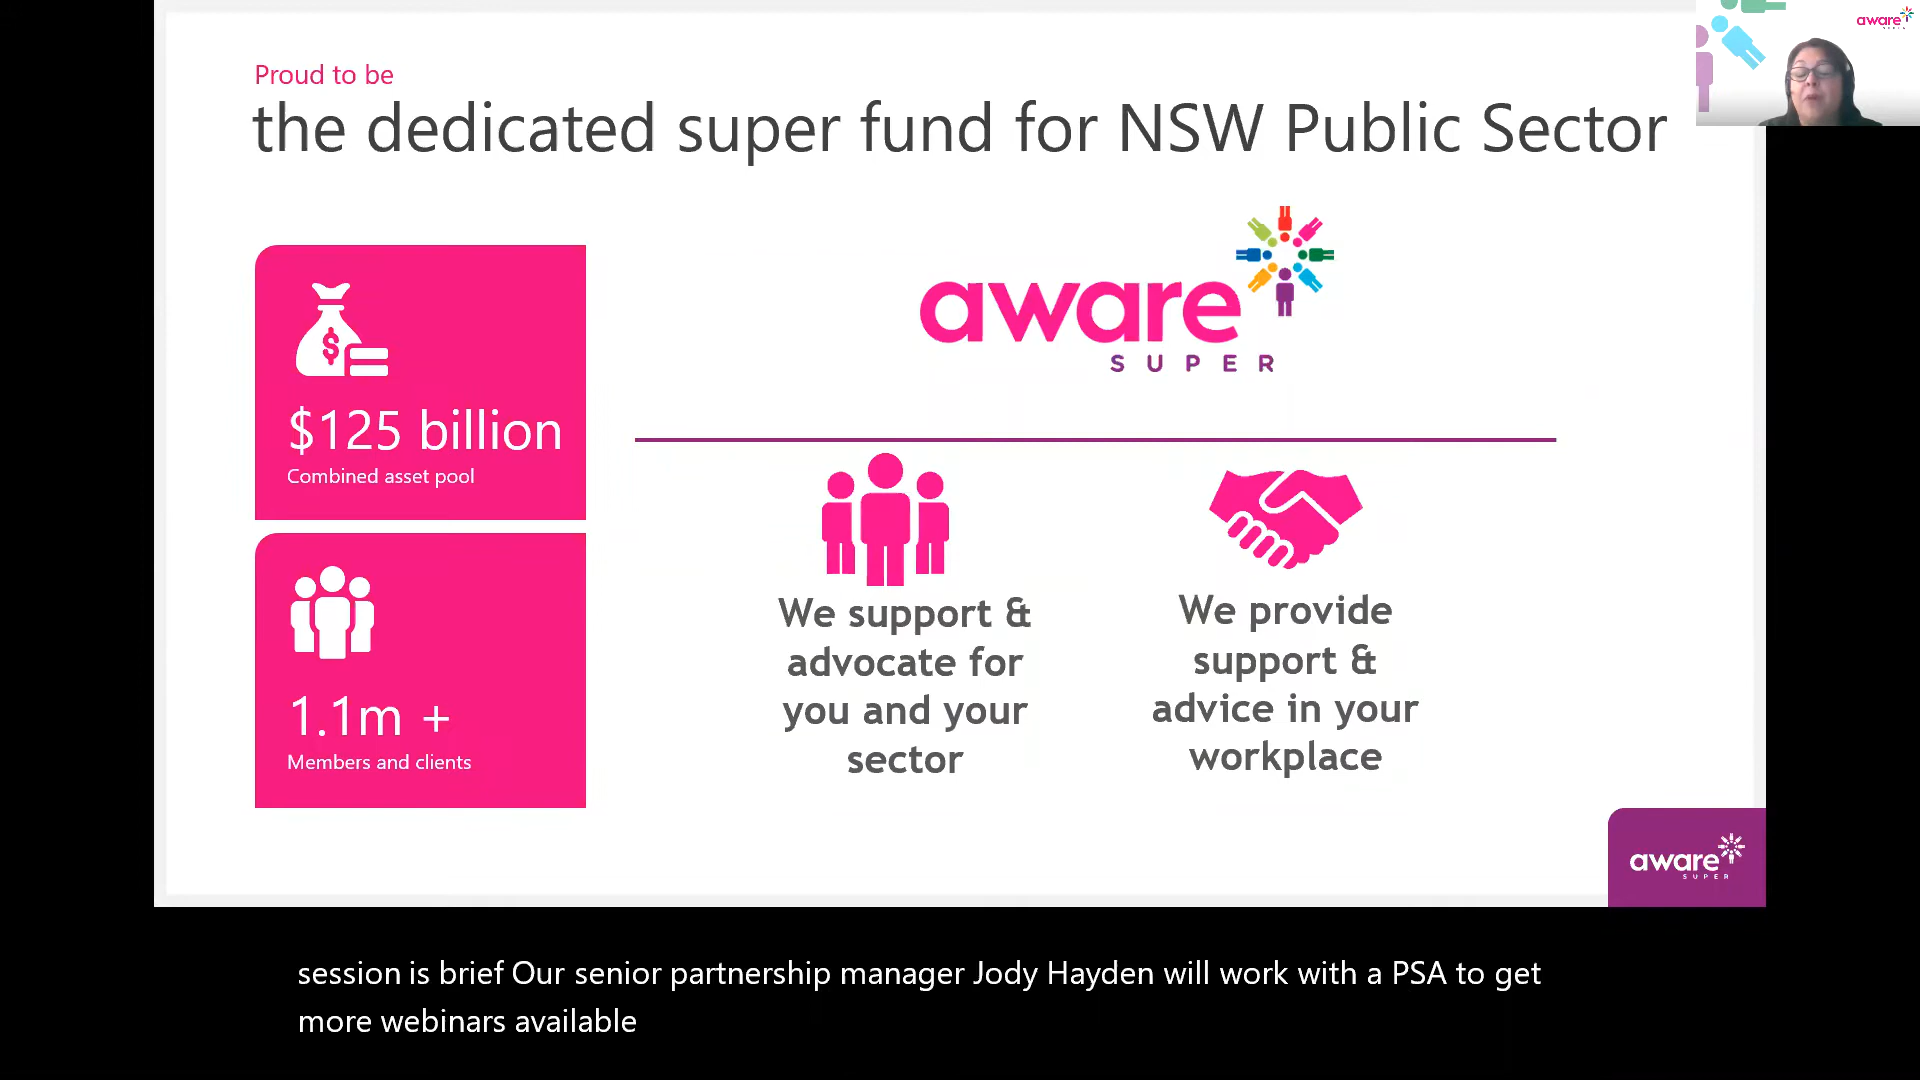 Proud to be
the dedicated super fund for NSW Public Sector
aware
SUPER
$125 billion
Combined asset pool
1.1m +
Members and clients
aware
SUPER
We support &
advocate for
you and your
sector
We provide
support &
advice in your
workplace
aware
SUPER
session is brief Our senior partnership manager Jody Hayden will work with a PSA to get
more webinars available